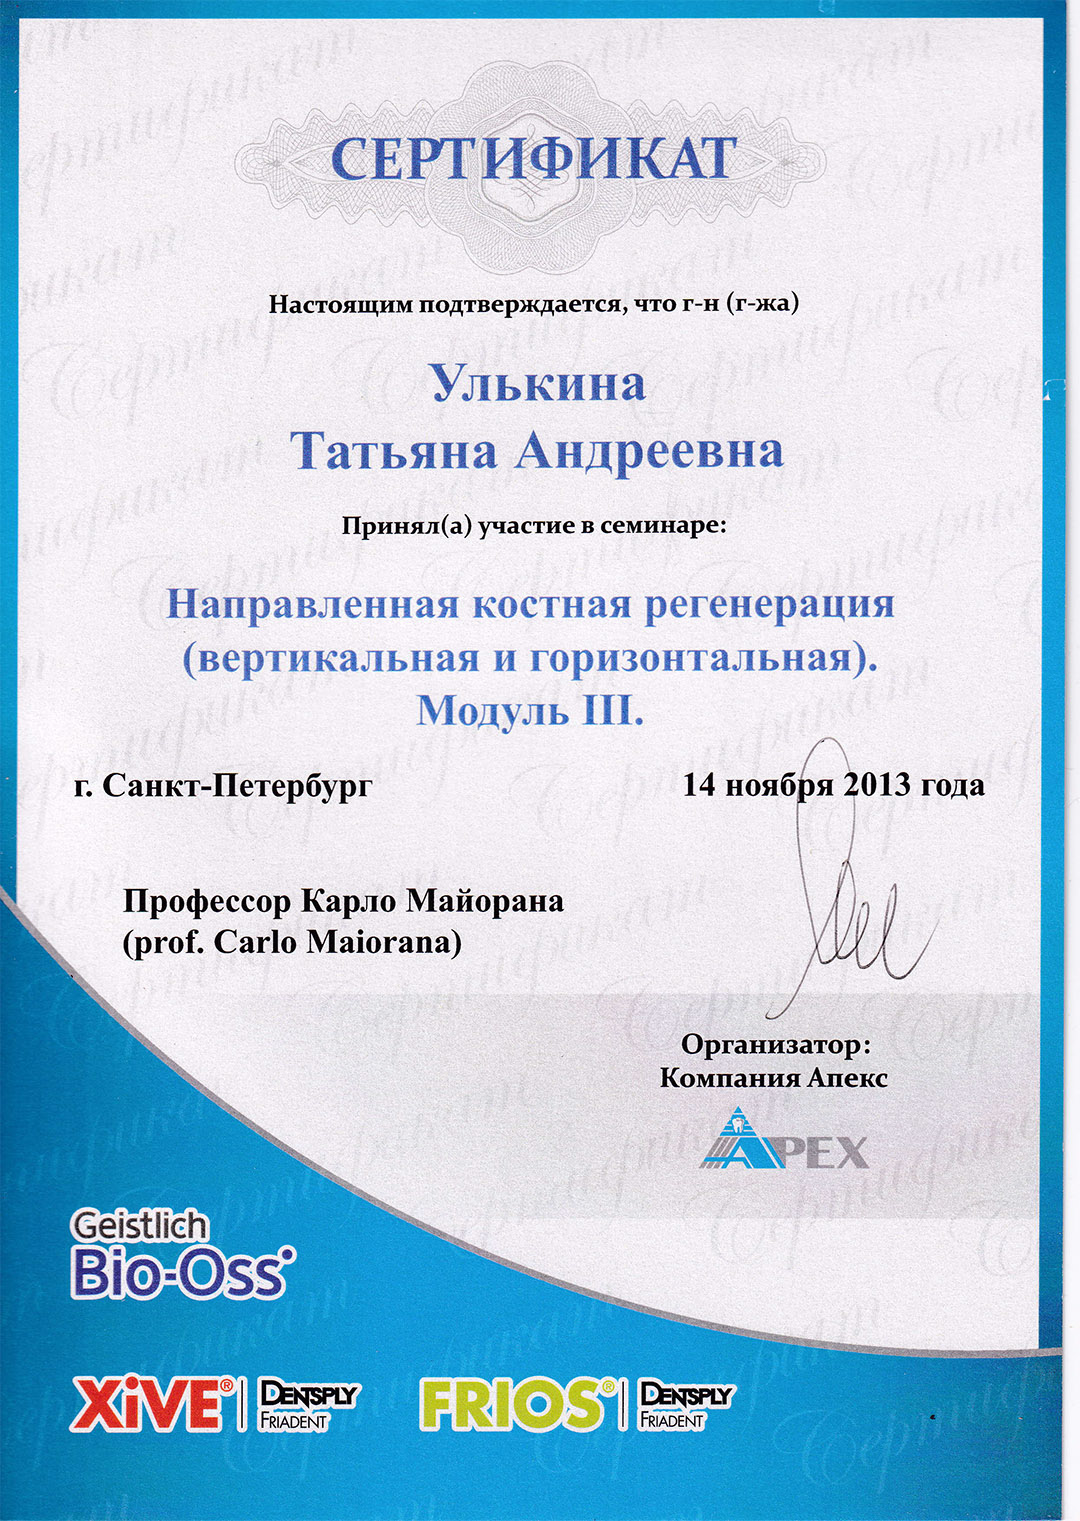 СЕРТИФИКАТ
Настоящим подтверждается, что г-н (г-жа)
Улькина
Татьяна Андреевна
Принял(а) участие в семинаре:
Направленная костная регенерация
(вертикальная и горизонтальная).
Модуль III.
г. Санкт-Петербург 14 ноября 2013 года
Профессор Карло Майорана
(prof. Carlo Maiorana)
Организатор:
Компания Апекс
APEX
Geistlich
Bio-Oss
XiVE® DENTSPLY
FRIADENT
FRIOS® DENTSPLY
FRIADENT